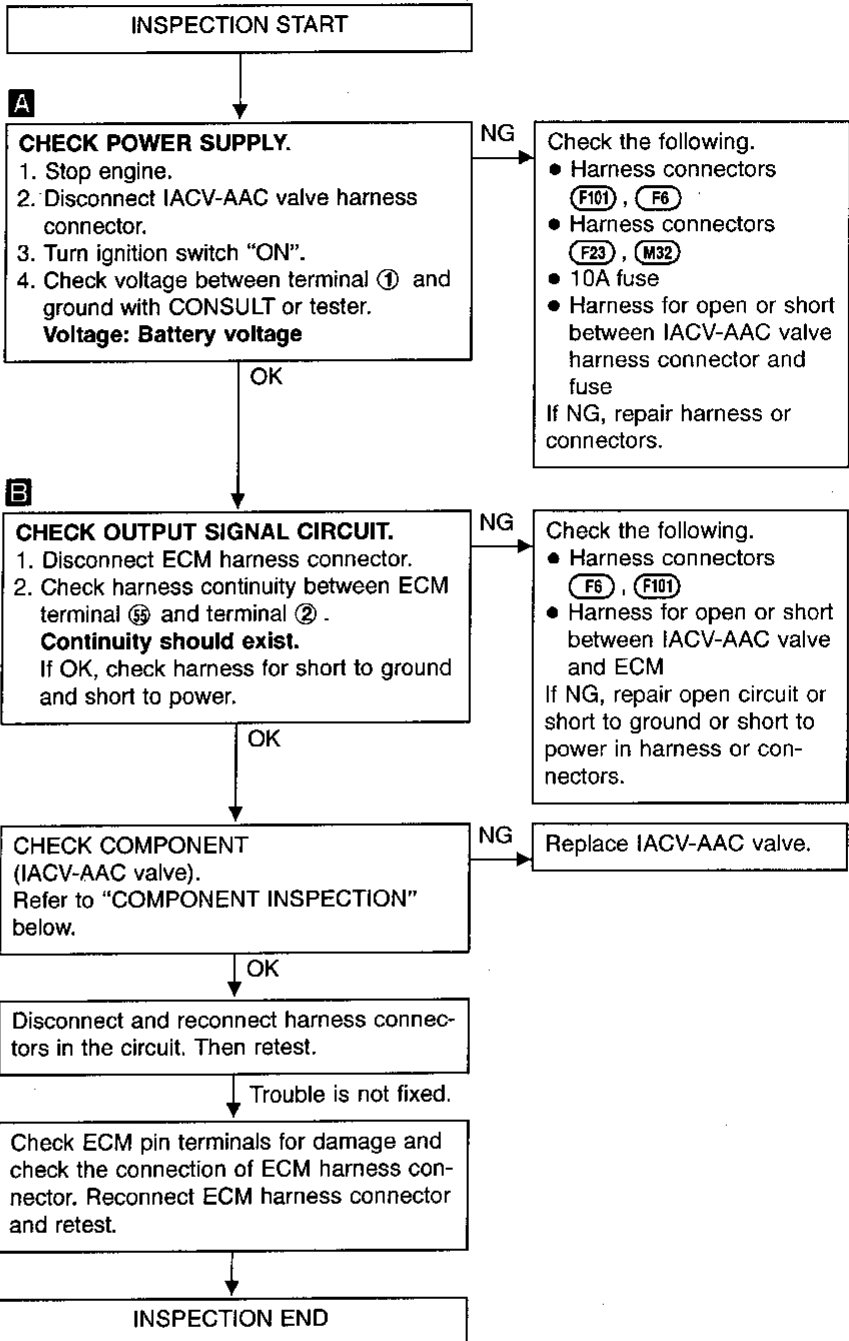 INSPECTION START
A
CHECK POWER SUPPLY.
1. Stop engine.
2. Disconnect IACV-AAC valve harness
connector.
3. Turn ignition switch “ON”.
4. Check voltage between terminal ① and
ground with CONSULT or tester.
Voltage: Battery voltage
NG
Check the following.
● Harness connectors
F101 , F6
● Harness connectors
F23 , M32
● 10A fuse
● Harness for open or short
between IACV-AAC valve
harness connector and
fuse
If NG, repair harness or
connectors.
OK
B
CHECK OUTPUT SIGNAL CIRCUIT.
1. Disconnect ECM harness connector.
2. Check harness continuity between ECM
terminal 55 and terminal ② .
Continuity should exist.
If OK, check harness for short to ground
and short to power.
NG
Check the following.
● Harness connectors
F6 , F101
● Harness for open or short
between IACV-AAC valve
and ECM
If NG, repair open circuit or
short to ground or short to
power in harness or con-
nectors.
OK
CHECK COMPONENT
(IACV-AAC valve).
Refer to “COMPONENT INSPECTION”
below.
NG
Replace IACV-AAC valve.
OK
Disconnect and reconnect harness connec-
tors in the circuit. Then retest.
Trouble is not fixed.
Check ECM pin terminals for damage and
check the connection of ECM harness con-
nector. Reconnect ECM harness connector
and retest.
INSPECTION END